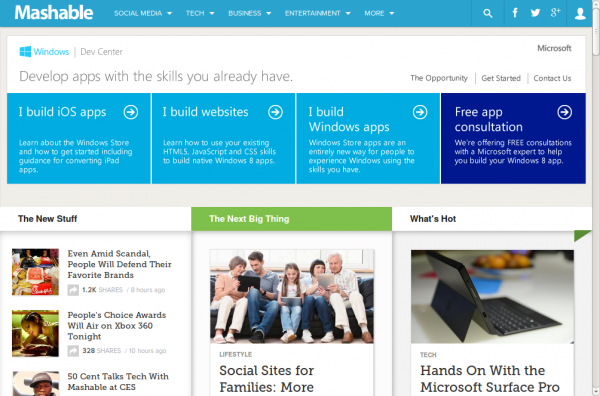 Mashable
SOCIAL MEDIA
TECH
BUSINESS
ENTERTAINMENT
MORE
Windows | Dev Center
Microsoft
Develop apps with the skills you already have.
The Opportunity | Get Started | Contact Us
I build iOS apps
Learn about the Windows Store
and how to get started including
guidance for converting iPad
apps.
I build websites
Learn how to use your existing
HTML5, JavaScript and CSS skills
to build native Windows 8 apps.
I build
Windows apps
Windows Store apps are an
entirely new way for people to
experience Windows using the
skills you have.
Free app
consultation
We're offering FREE consultations
with a Microsoft expert to help
you build your Windows 8 app.
The New Stuff
Even Amid Scandal,
People Will Defend Their
Favorite Brands
1.2K SHARES / 8 hours ago
People's Choice Awards
Will Air on Xbox 360
Tonight
328 SHARES / 10 hours ago
50 Cent Talks Tech With
Mashable at CES
The Next Big Thing
LIFESTYLE
Social Sites for
Families: More
What's Hot
TECH
Hands On With the
Microsoft Surface Pro